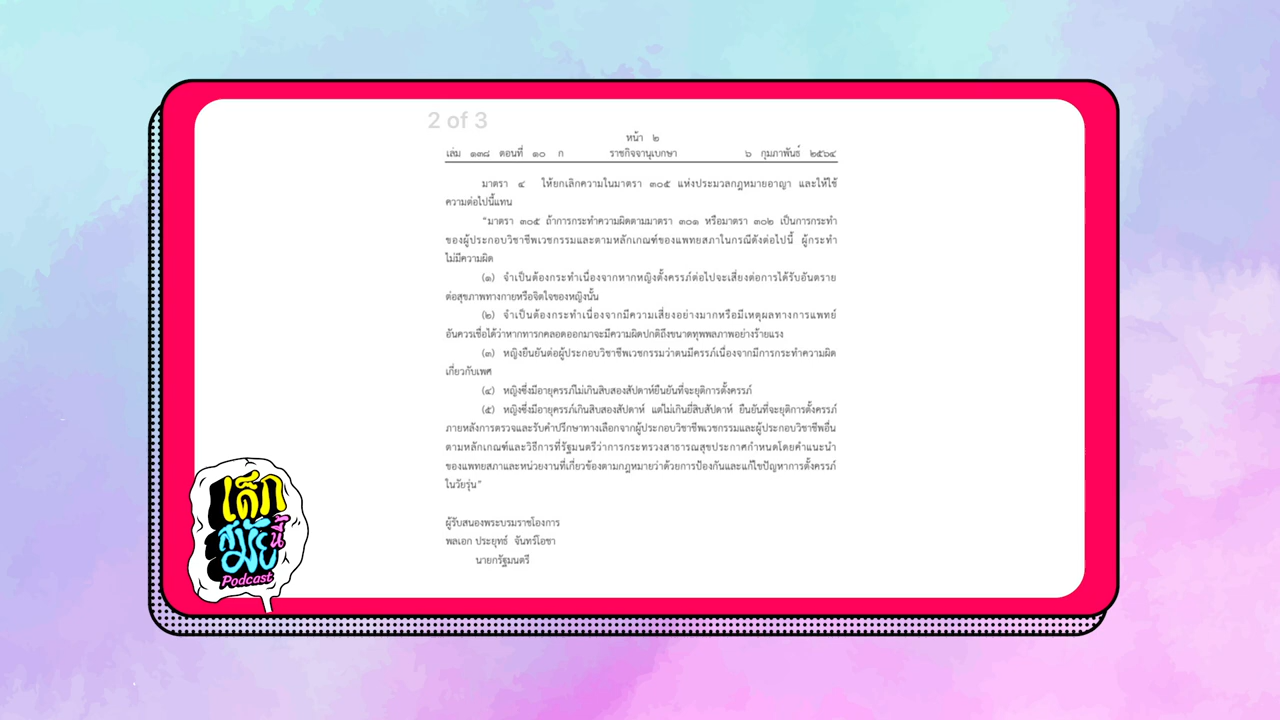 2 of 3
หน้า ๒
เล่ม ๑๓๘ ตอนที่ ๑๐ ก ราชกิจจานุเบกษา ๖ กุมภาพันธ์ ๒๕๖๔
มาตรา ๔ ให้ยกเลิกความในมาตรา ๓๐๕ แห่งประมวลกฎหมายอาญา และให้ใช้
ความต่อไปนี้แทน
“มาตรา ๓๐๕ ถ้าการกระทำความผิดตามมาตรา ๓๐๑ หรือมาตรา ๓๐๒ เป็นการกระทำ
ของผู้ประกอบวิชาชีพเวชกรรมและตามหลักเกณฑ์ของแพทยสภาในกรณีดังต่อไปนี้ ผู้กระทำ
ไม่มีความผิด
(๑) จำเป็นต้องกระทำเนื่องจากหากหญิงตั้งครรภ์ต่อไปจะเสี่ยงต่อการได้รับอันตราย
ต่อสุขภาพทางกายหรือจิตใจของหญิงนั้น
(๒) จำเป็นต้องกระทำเนื่องจากมีความเสี่ยงอย่างมากหรือมีเหตุผลทางการแพทย์
อันควรเชื่อได้ว่าหากทารกคลอดออกมาจะมีความผิดปกติถึงขนาดทุพพลภาพอย่างร้ายแรง
(๓) หญิงยืนยันต่อผู้ประกอบวิชาชีพเวชกรรมว่าตนมีครรภ์เนื่องจากมีการกระทำความผิด
เกี่ยวกับเพศ
(๔) หญิงซึ่งมีอายุครรภ์ไม่เกินสิบสองสัปดาห์ยืนยันที่จะยุติการตั้งครรภ์
(๕) หญิงซึ่งมีอายุครรภ์เกินสิบสองสัปดาห์ แต่ไม่เกินยี่สิบสัปดาห์ ยืนยันที่จะยุติการตั้งครรภ์
ภายหลังการตรวจและรับคำปรึกษาทางเลือกจากผู้ประกอบวิชาชีพเวชกรรมและผู้ประกอบวิชาชีพอื่น
ตามหลักเกณฑ์และวิธีการที่รัฐมนตรีว่าการกระทรวงสาธารณสุขประกาศกำหนดโดยคำแนะนำ
ของแพทยสภาและหน่วยงานที่เกี่ยวข้องตามกฎหมายว่าด้วยการป้องกันและแก้ไขปัญหาการตั้งครรภ์
ในวัยรุ่น”
ผู้รับสนองพระบรมราชโองการ
พลเอก ประยุทธ์ จันทร์โอชา
นายกรัฐมนตรี
เด็ก
สมัยนี้
Podcast